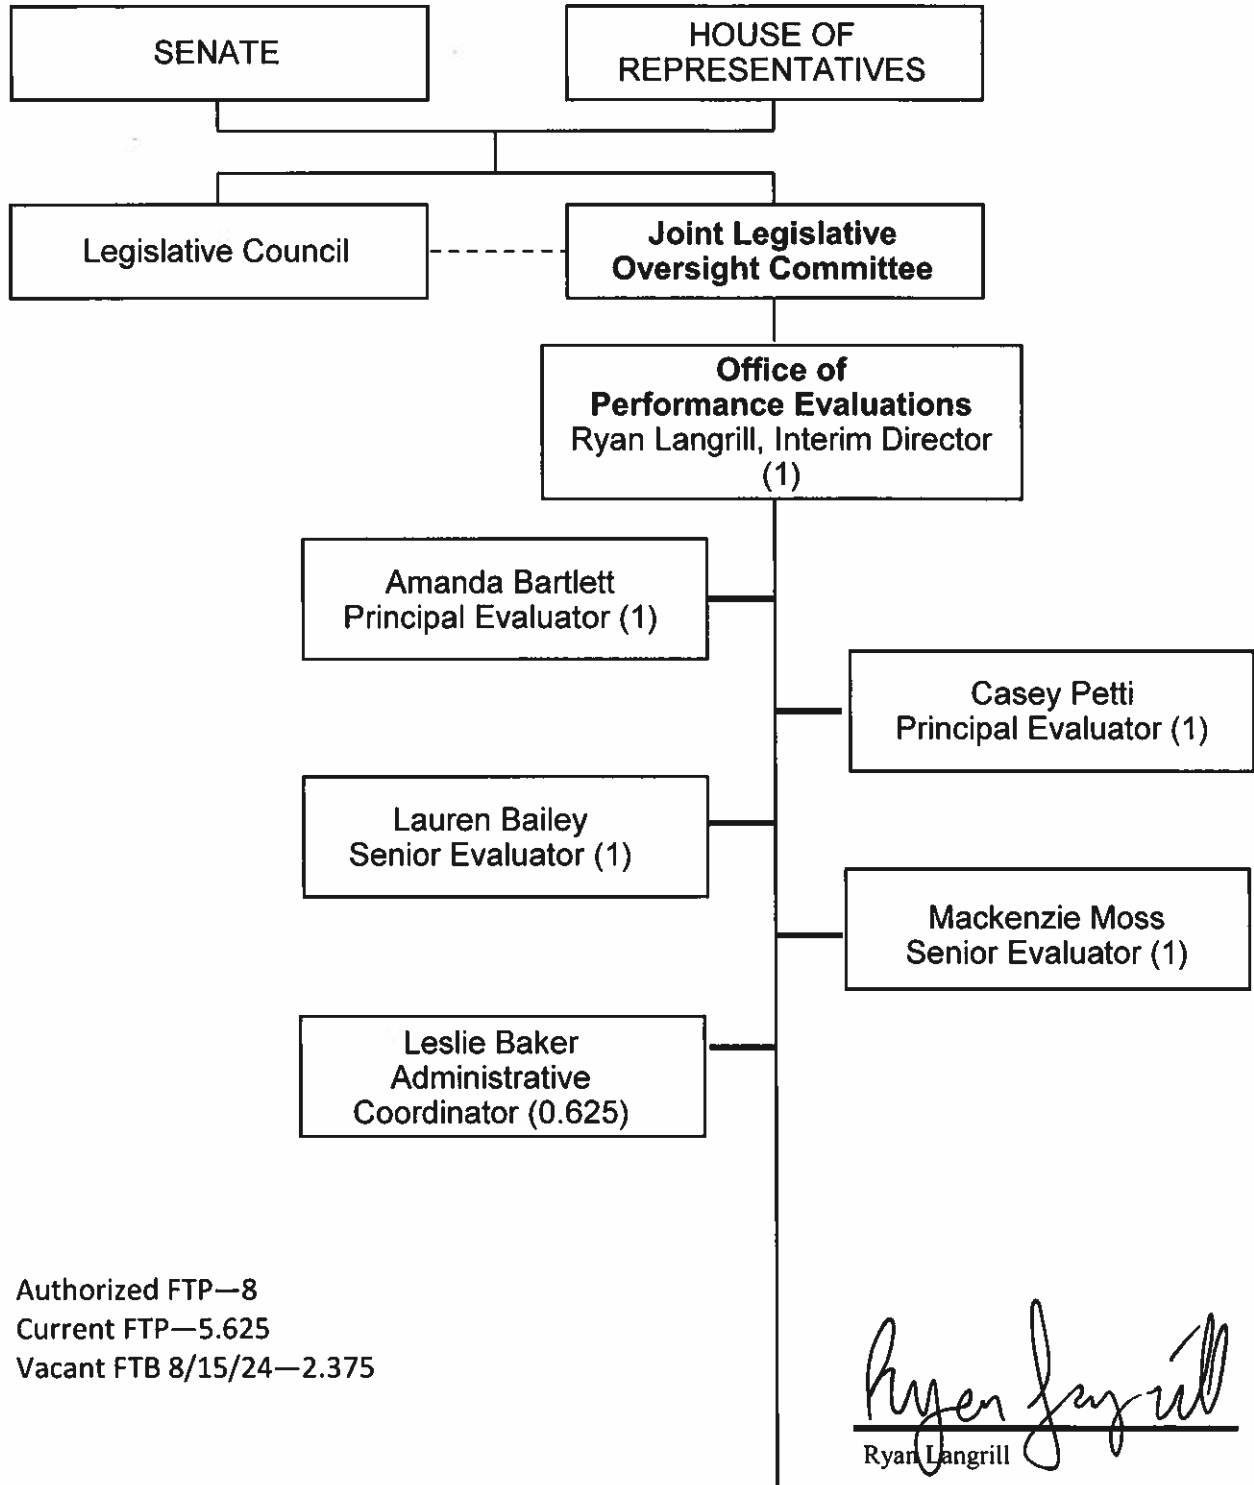 SENATE
HOUSE OF
REPRESENTATIVES
Legislative Council
Joint Legislative
Oversight Committee
Office of
Performance Evaluations
Ryan Langrill, Interim Director
(1)
Amanda Bartlett
Principal Evaluator (1)
Casey Petti
Principal Evaluator (1)
Lauren Bailey
Senior Evaluator (1)
Mackenzie Moss
Senior Evaluator (1)
Leslie Baker
Administrative
Coordinator (0.625)
Authorized FTP—8
Current FTP—5.625
Vacant FTB 8/15/24—2.375
Ryan Langrill
Ryan Langrill